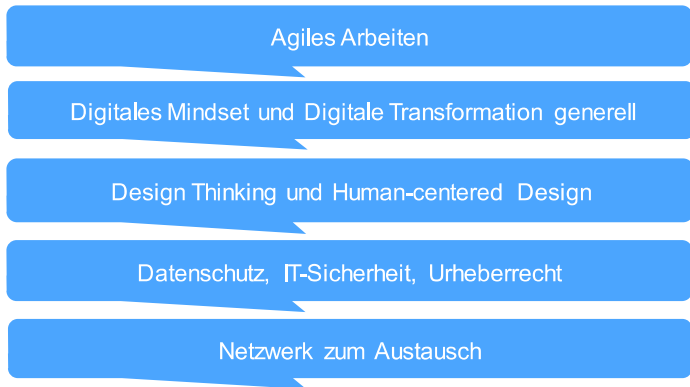 Agiles Arbeiten
Digitales Mindset und Digitale Transformation generell
Design Thinking und Human-centered Design
Datenschutz, IT-Sicherheit, Urheberrecht
Netzwerk zum Austausch